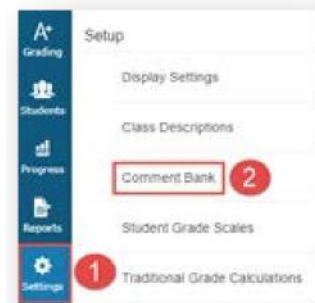 A+
Grading
Students
Progress
Reports
Settings
Setup
Display Settings
Class Descriptions
Comment Bank
2
Student Grade Scales
1
Traditional Grade Calculations